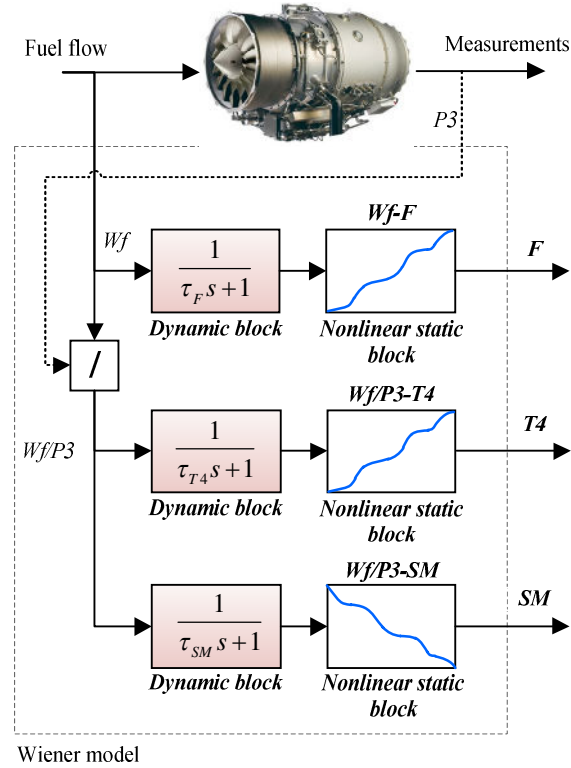 Fuel flow
Measurements
P3
Wf-F
Wf
F
1
τ_F s+1
Dynamic block
Nonlinear static
block
/
Wf/P3-T4
T4
Wf/P3
1
τ_T4 s+1
Dynamic block
Nonlinear static
block
Wf/P3-SM
SM
1
τ_SM s+1
Dynamic block
Nonlinear static
block
Wiener model